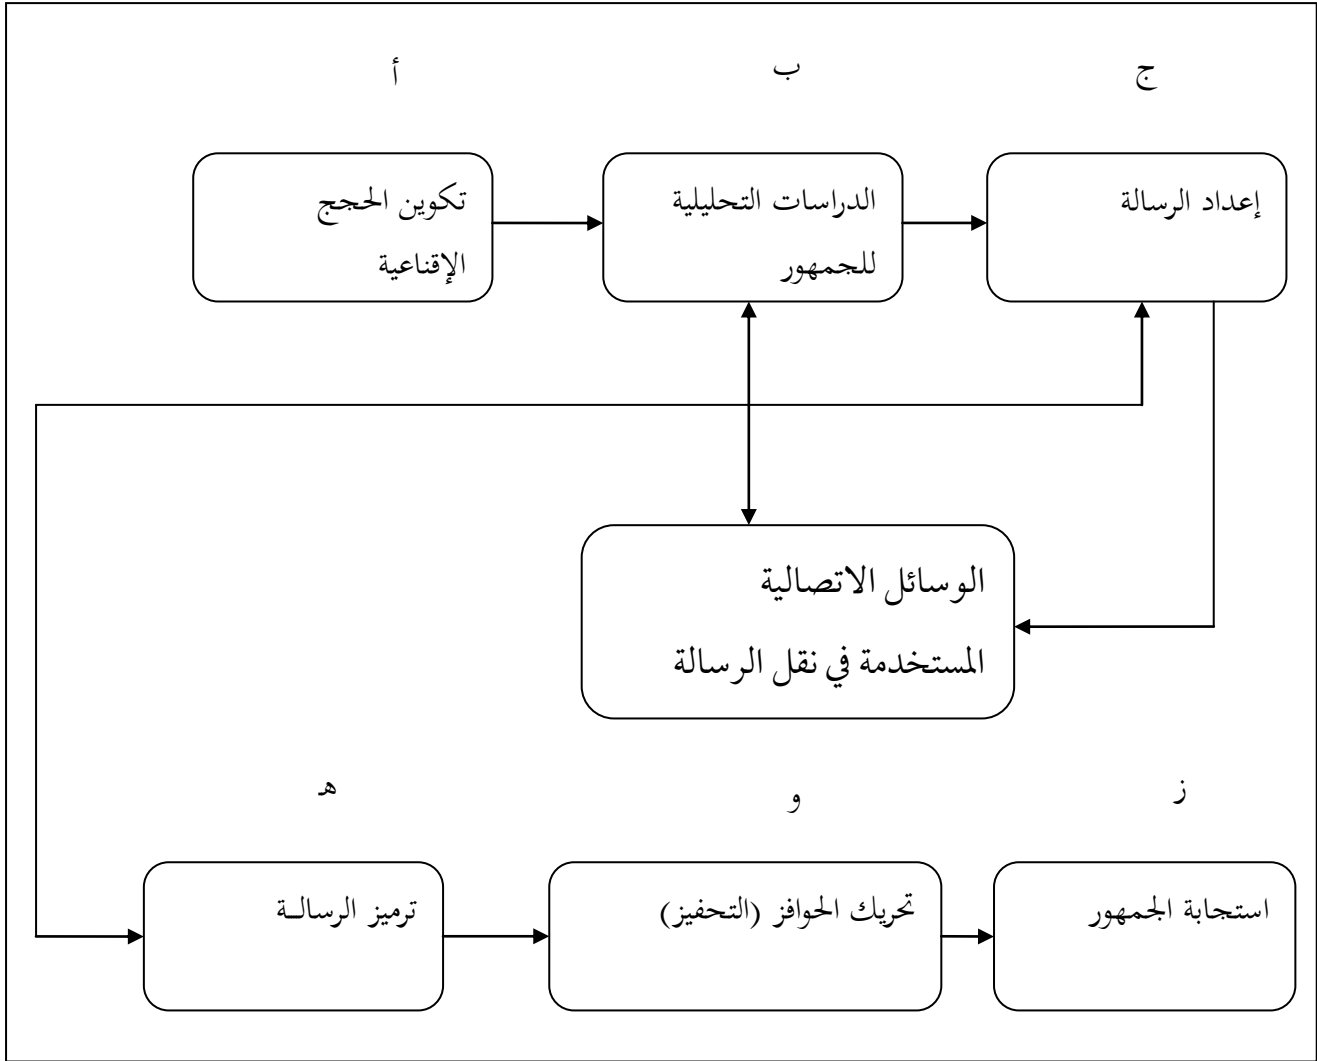 أ
ب
ج
تكوين الحجج
الإقناعية
الدراسات التحليلية
للجمهور
إعداد الرسالة
الوسائل الاتصالية
المستخدمة في نقل الرسالة
هـ
و
ز
ترميز الرسالـة
تحريك الحوافز (التحفيز)
استجابة الجمهور